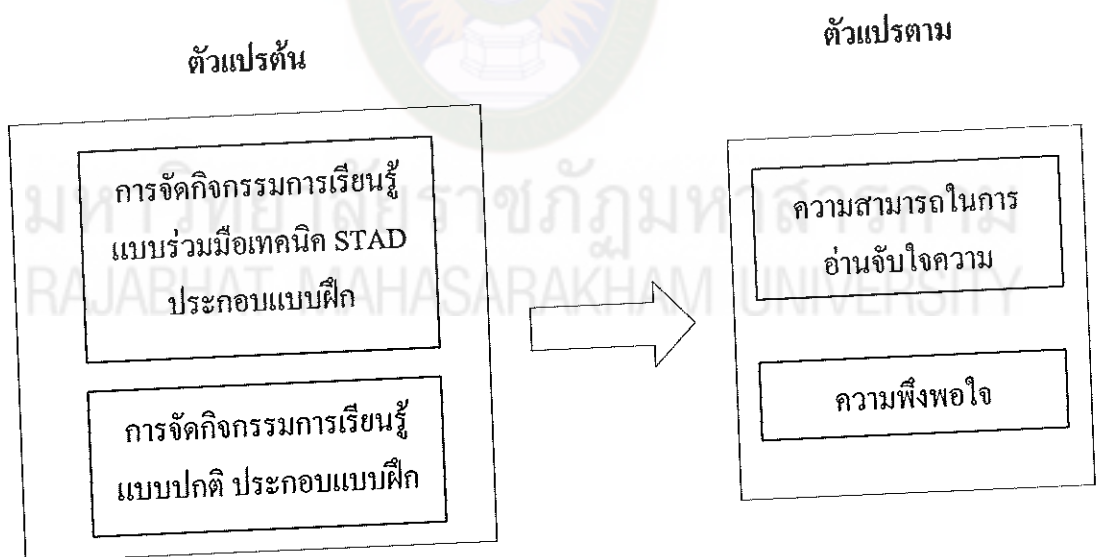 ตัวแปรต้น
ตัวแปรตาม
การจัดกิจกรรมการเรียนรู้
แบบร่วมมือเทคนิค STAD
ประกอบแบบฝึก
การจัดกิจกรรมการเรียนรู้
แบบปกติ ประกอบแบบฝึก
ความสามารถในการ
อ่านจับใจความ
ความพึงพอใจ
มหาวิทยาลัยราชภัฏมหาสารคาม
RAJABHAT MAHASARAKHAM UNIVERSITY